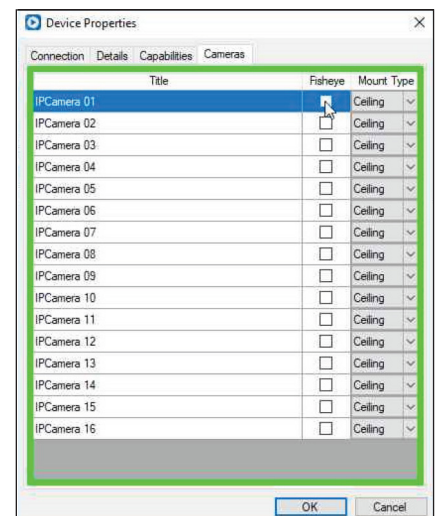 Device Properties
Connection Details Capabilities Cameras
Title Fisheye Mount Type
IPCamera 01 Ceiling
IPCamera 02 Ceiling
IPCamera 03 Ceiling
IPCamera 04 Ceiling
IPCamera 05 Ceiling
IPCamera 06 Ceiling
IPCamera 07 Ceiling
IPCamera 08 Ceiling
IPCamera 09 Ceiling
IPCamera 10 Ceiling
IPCamera 11 Ceiling
IPCamera 12 Ceiling
IPCamera 13 Ceiling
IPCamera 14 Ceiling
IPCamera 15 Ceiling
IPCamera 16 Ceiling
OK Cancel